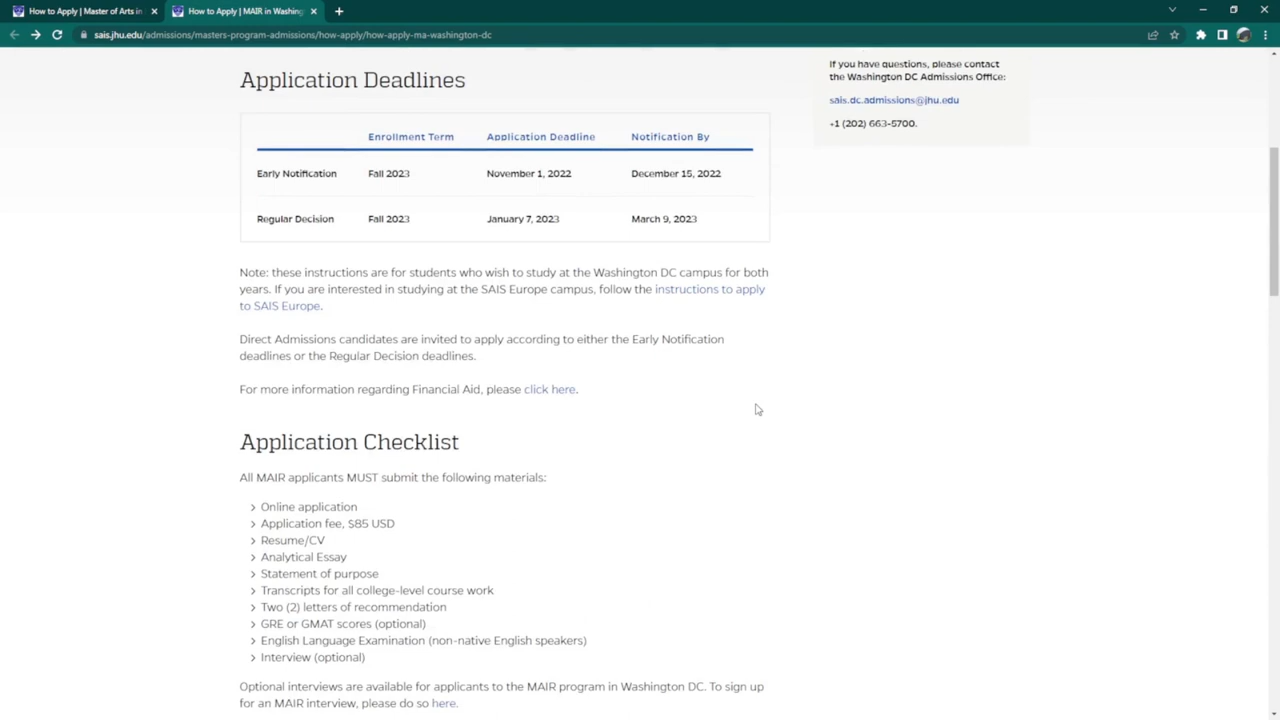 How to Apply | Master of Arts in
How to Apply | MAIR in Washing
sais.jhu.edu/admissions/masters-program-admissions/how-apply/how-apply-ma-washington-dc
If you have questions, please contact
the Washington DC Admissions Office:
sais.dc.admissions@jhu.edu
+1 (202) 663-5700.
Application Deadlines
Enrollment Term Application Deadline Notification By
Early Notification Fall 2023 November 1, 2022 December 15, 2022
Regular Decision Fall 2023 January 7, 2023 March 9, 2023
Note: these instructions are for students who wish to study at the Washington DC campus for both
years. If you are interested in studying at the SAIS Europe campus, follow the instructions to apply
to SAIS Europe.
Direct Admissions candidates are invited to apply according to either the Early Notification
deadlines or the Regular Decision deadlines.
For more information regarding Financial Aid, please click here.
Application Checklist
All MAIR applicants MUST submit the following materials:
> Online application
> Application fee, $85 USD
> Resume/CV
> Analytical Essay
> Statement of purpose
> Transcripts for all college-level course work
> Two (2) letters of recommendation
> GRE or GMAT scores (optional)
> English Language Examination (non-native English speakers)
> Interview (optional)
Optional interviews are available for applicants to the MAIR program in Washington DC. To sign up
for an MAIR interview, please do so here.